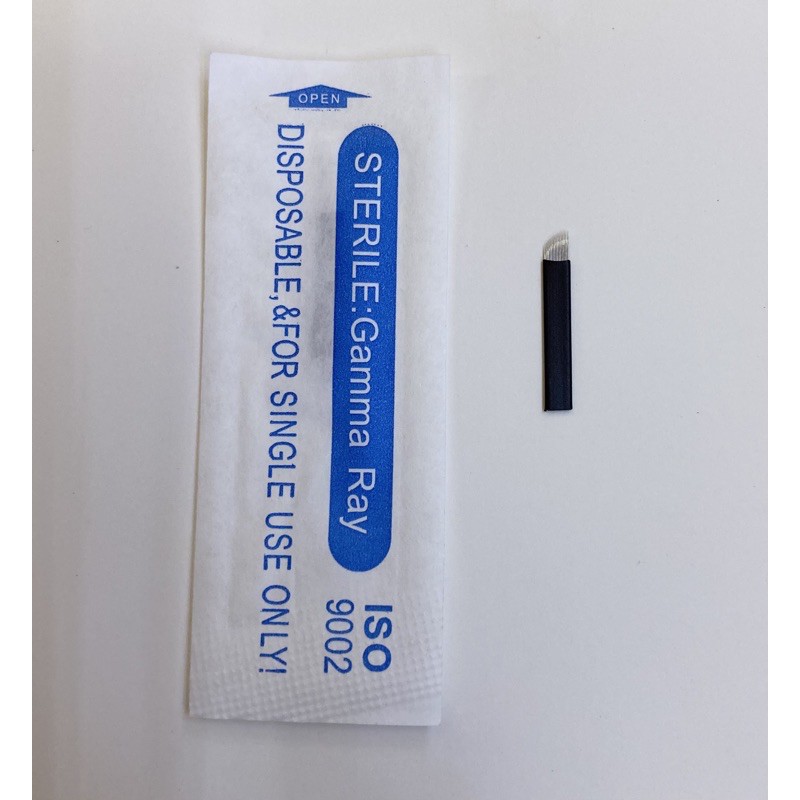 OPEN
STERILE:Gamma Ray
ISO
9002
DISPOSABLE,&FOR SINGLE USE ONLY!